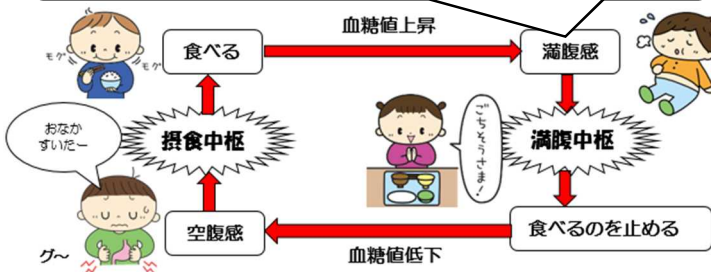 血糖値上昇
食べる
満腹感
モグ
モグ
おなか
すいたー
摂食中枢
ごちそうさま!
満腹中枢
空腹感
食べるのを止める
グ~
血糖値低下